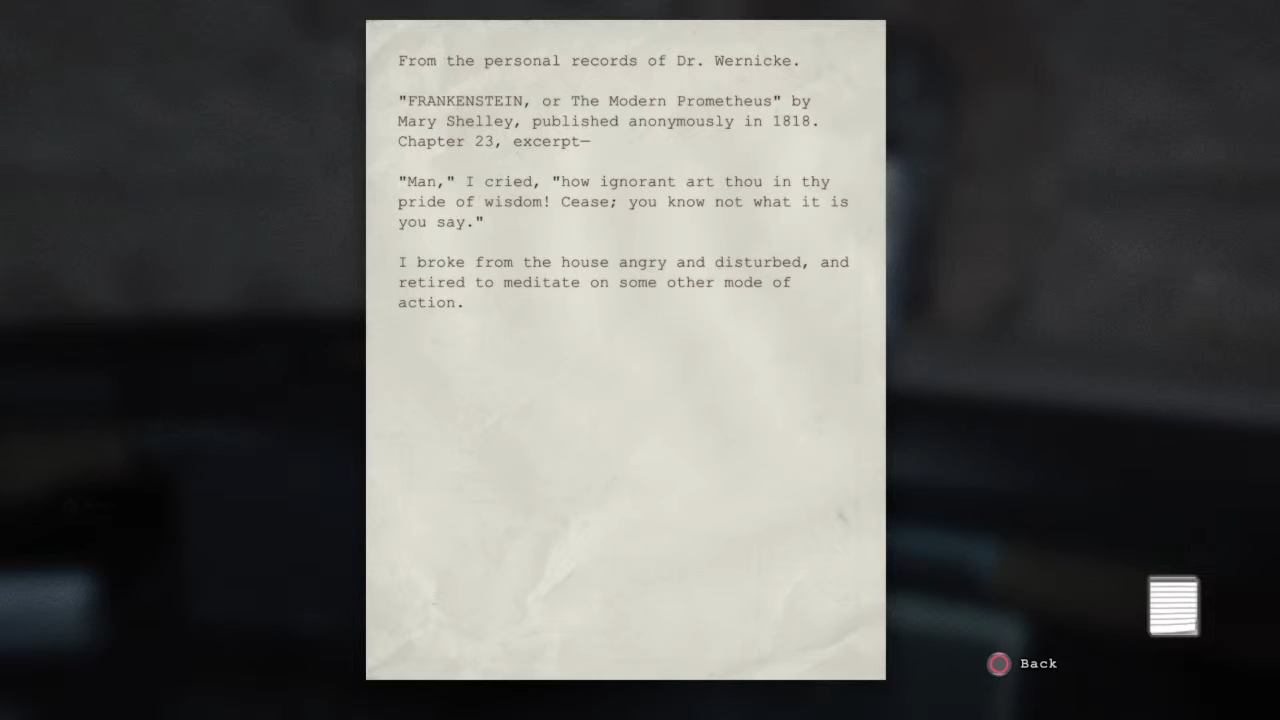 From the personal records of Dr. Wernicke.
"FRANKENSTEIN, or The Modern Prometheus" by
Mary Shelley, published anonymously in 1818.
Chapter 23, excerpt—
"Man," I cried, "how ignorant art thou in thy
pride of wisdom! Cease; you know not what it is
you say."
I broke from the house angry and disturbed, and
retired to meditate on some other mode of
action.
Back